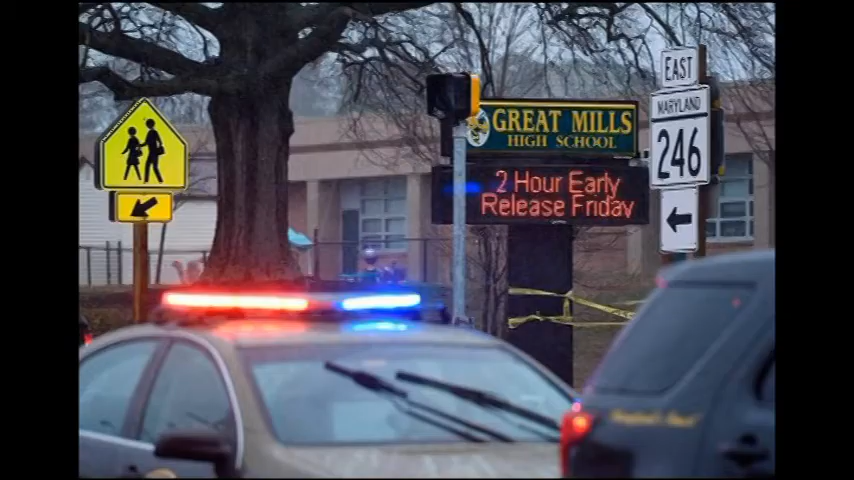 EAST
MARYLAND
246
GREAT MILLS
HIGH SCHOOL
2 Hour Early
Release Friday